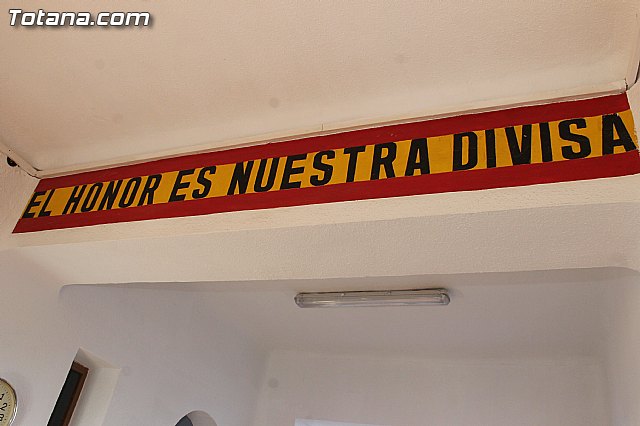 Totana.com
EL HONOR ES NUESTRA DIVISA